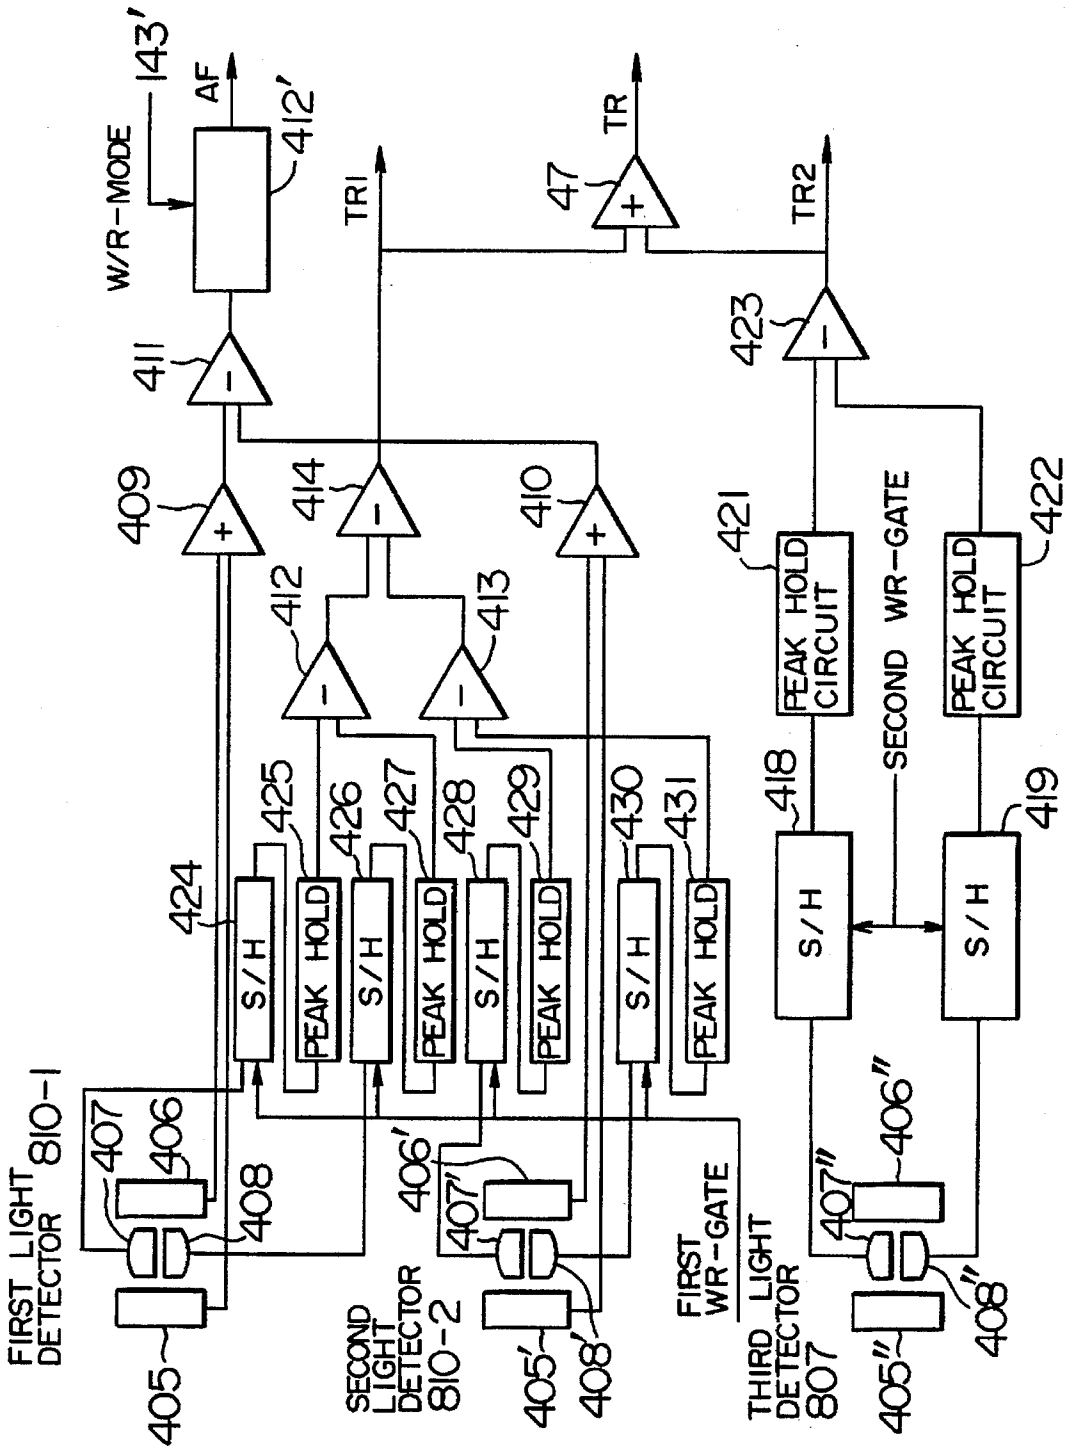 FIRST LIGHT
DETECTOR 810-1
405
406
407
408
424
S/H
425
PEAK HOLD
426
S/H
427
PEAK HOLD
409
+
411
-
W/R-MODE
143'
412'
AF
412
-
414
-
TR1
SECOND
LIGHT
DETECTOR
810-2
405'
406'
407'
408'
428
S/H
429
PEAK HOLD
430
S/H
431
PEAK HOLD
413
-
410
+
47
+
TR
FIRST
WR-GATE
THIRD LIGHT
DETECTOR
807
405"
406"
407"
408"
418
S/H
419
S/H
SECOND WR-GATE
421
PEAK HOLD
CIRCUIT
422
PEAK HOLD
CIRCUIT
423
-
TR2